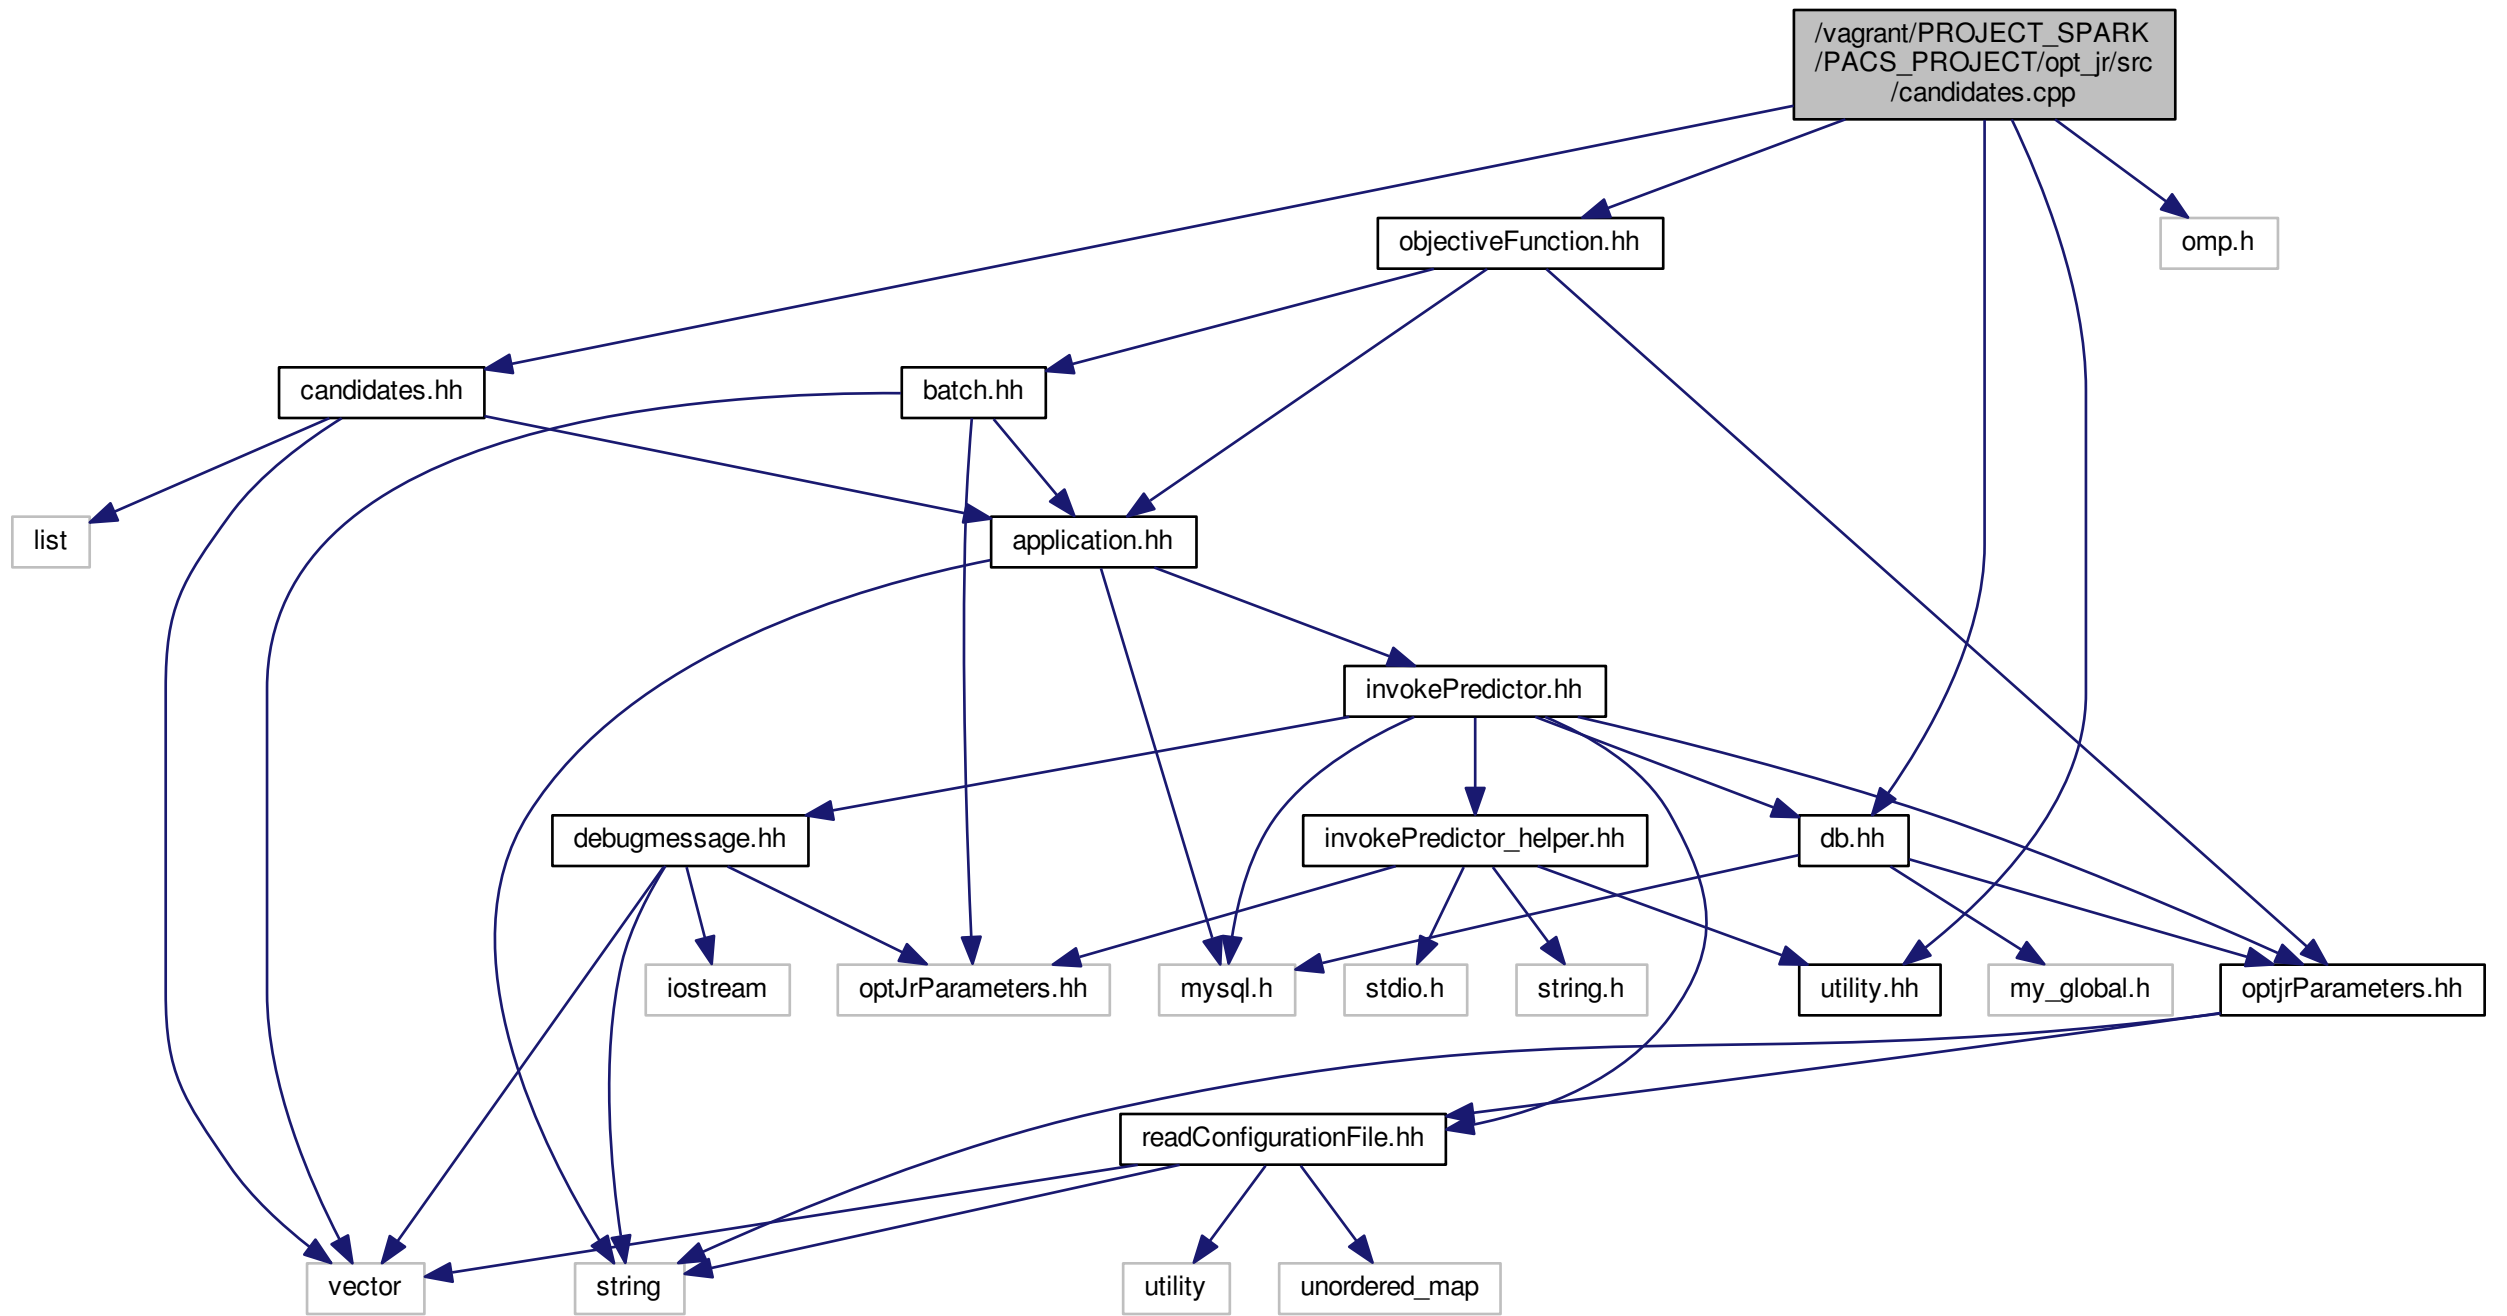 /vagrant/PROJECT_SPARK
/PACS_PROJECT/opt_jr/src
/candidates.cpp
objectiveFunction.hh
omp.h
candidates.hh
batch.hh
list
application.hh
invokePredictor.hh
debugmessage.hh
invokePredictor_helper.hh
db.hh
iostream
optJrParameters.hh
mysql.h
stdio.h
string.h
utility.hh
my_global.h
optjrParameters.hh
readConfigurationFile.hh
vector
string
utility
unordered_map